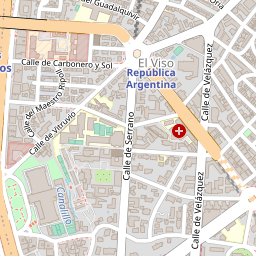 del Guadalquivir
El Viso
República
Argentina
Calle de Carbonero y Sol
os
Calle del Maestro Ripoll
Calle de Vitruvio
Calle de Serrano
Calle de Velázquez
Calle de Velázquez
Canalillo